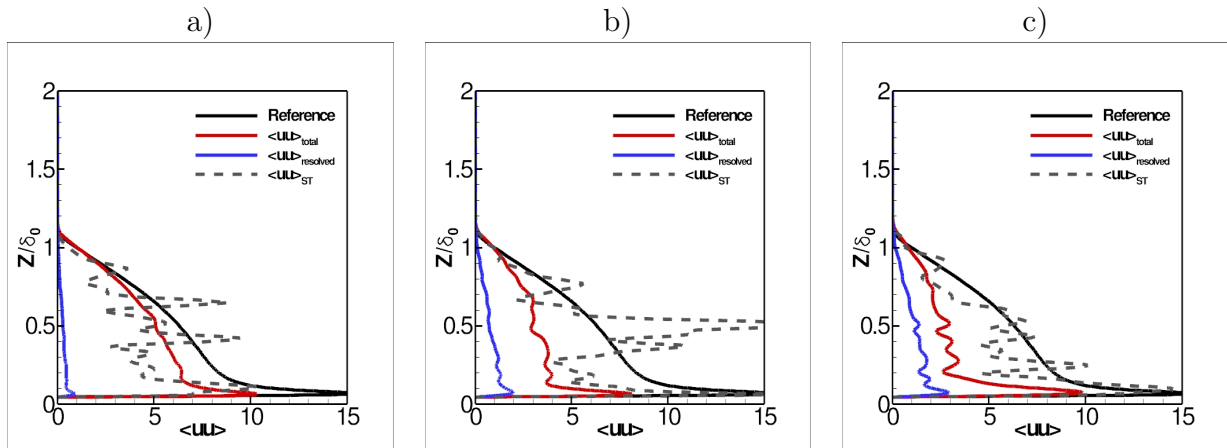 a)
2
1.5
1
0.5
0
Z/δ0
Reference
<uu>total
<uu>resolved
<uu>ST
0 5 10 15
<uu>
b)
2
1.5
1
0.5
0
Z/δ0
Reference
<uu>total
<uu>resolved
<uu>ST
0 5 10 15
<uu>
c)
2
1.5
1
0.5
0
Z/δ0
Reference
<uu>total
<uu>resolved
<uu>ST
0 5 10 15
<uu>